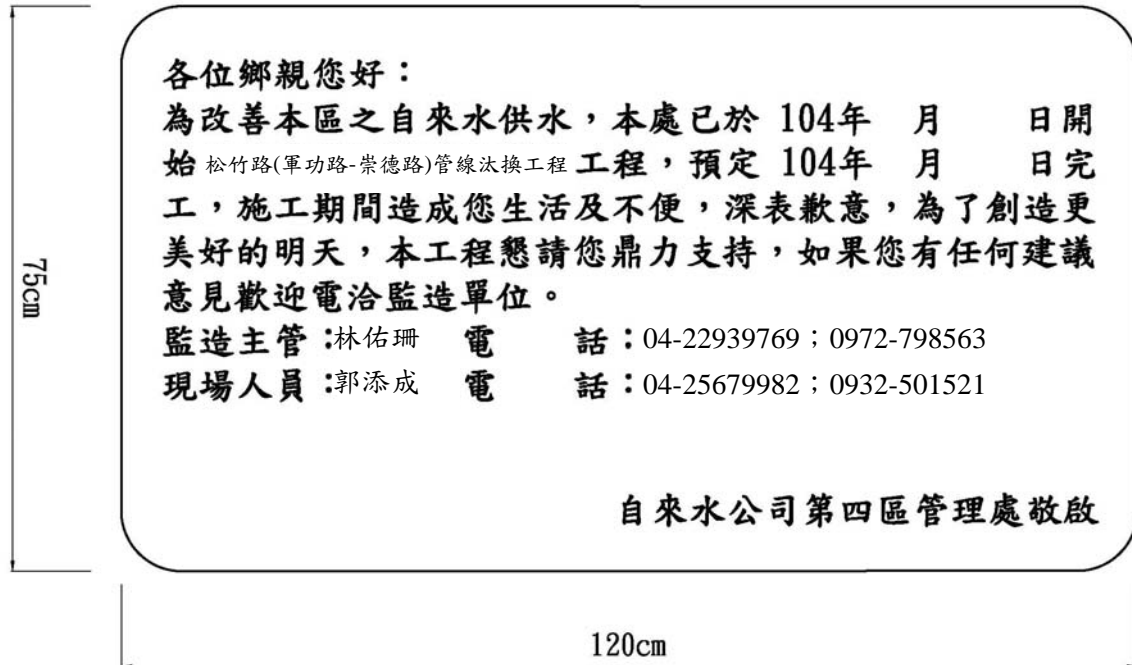 各位鄉親您好：
為改善本區之自來水供水，本處已於 104年 月 日開
始 松竹路(軍功路-崇德路)管線汰換工程 工程，預定 104年 月 日完
工，施工期間造成您生活及不便，深表歉意，為了創造更
美好的明天，本工程懇請您鼎力支持，如果您有任何建議
意見歡迎電洽監造單位。
監造主管：林佑珊 電 話：04-22939769；0972-798563
現場人員：郭添成 電 話：04-25679982；0932-501521
自來水公司第四區管理處敬啟
75cm
120cm